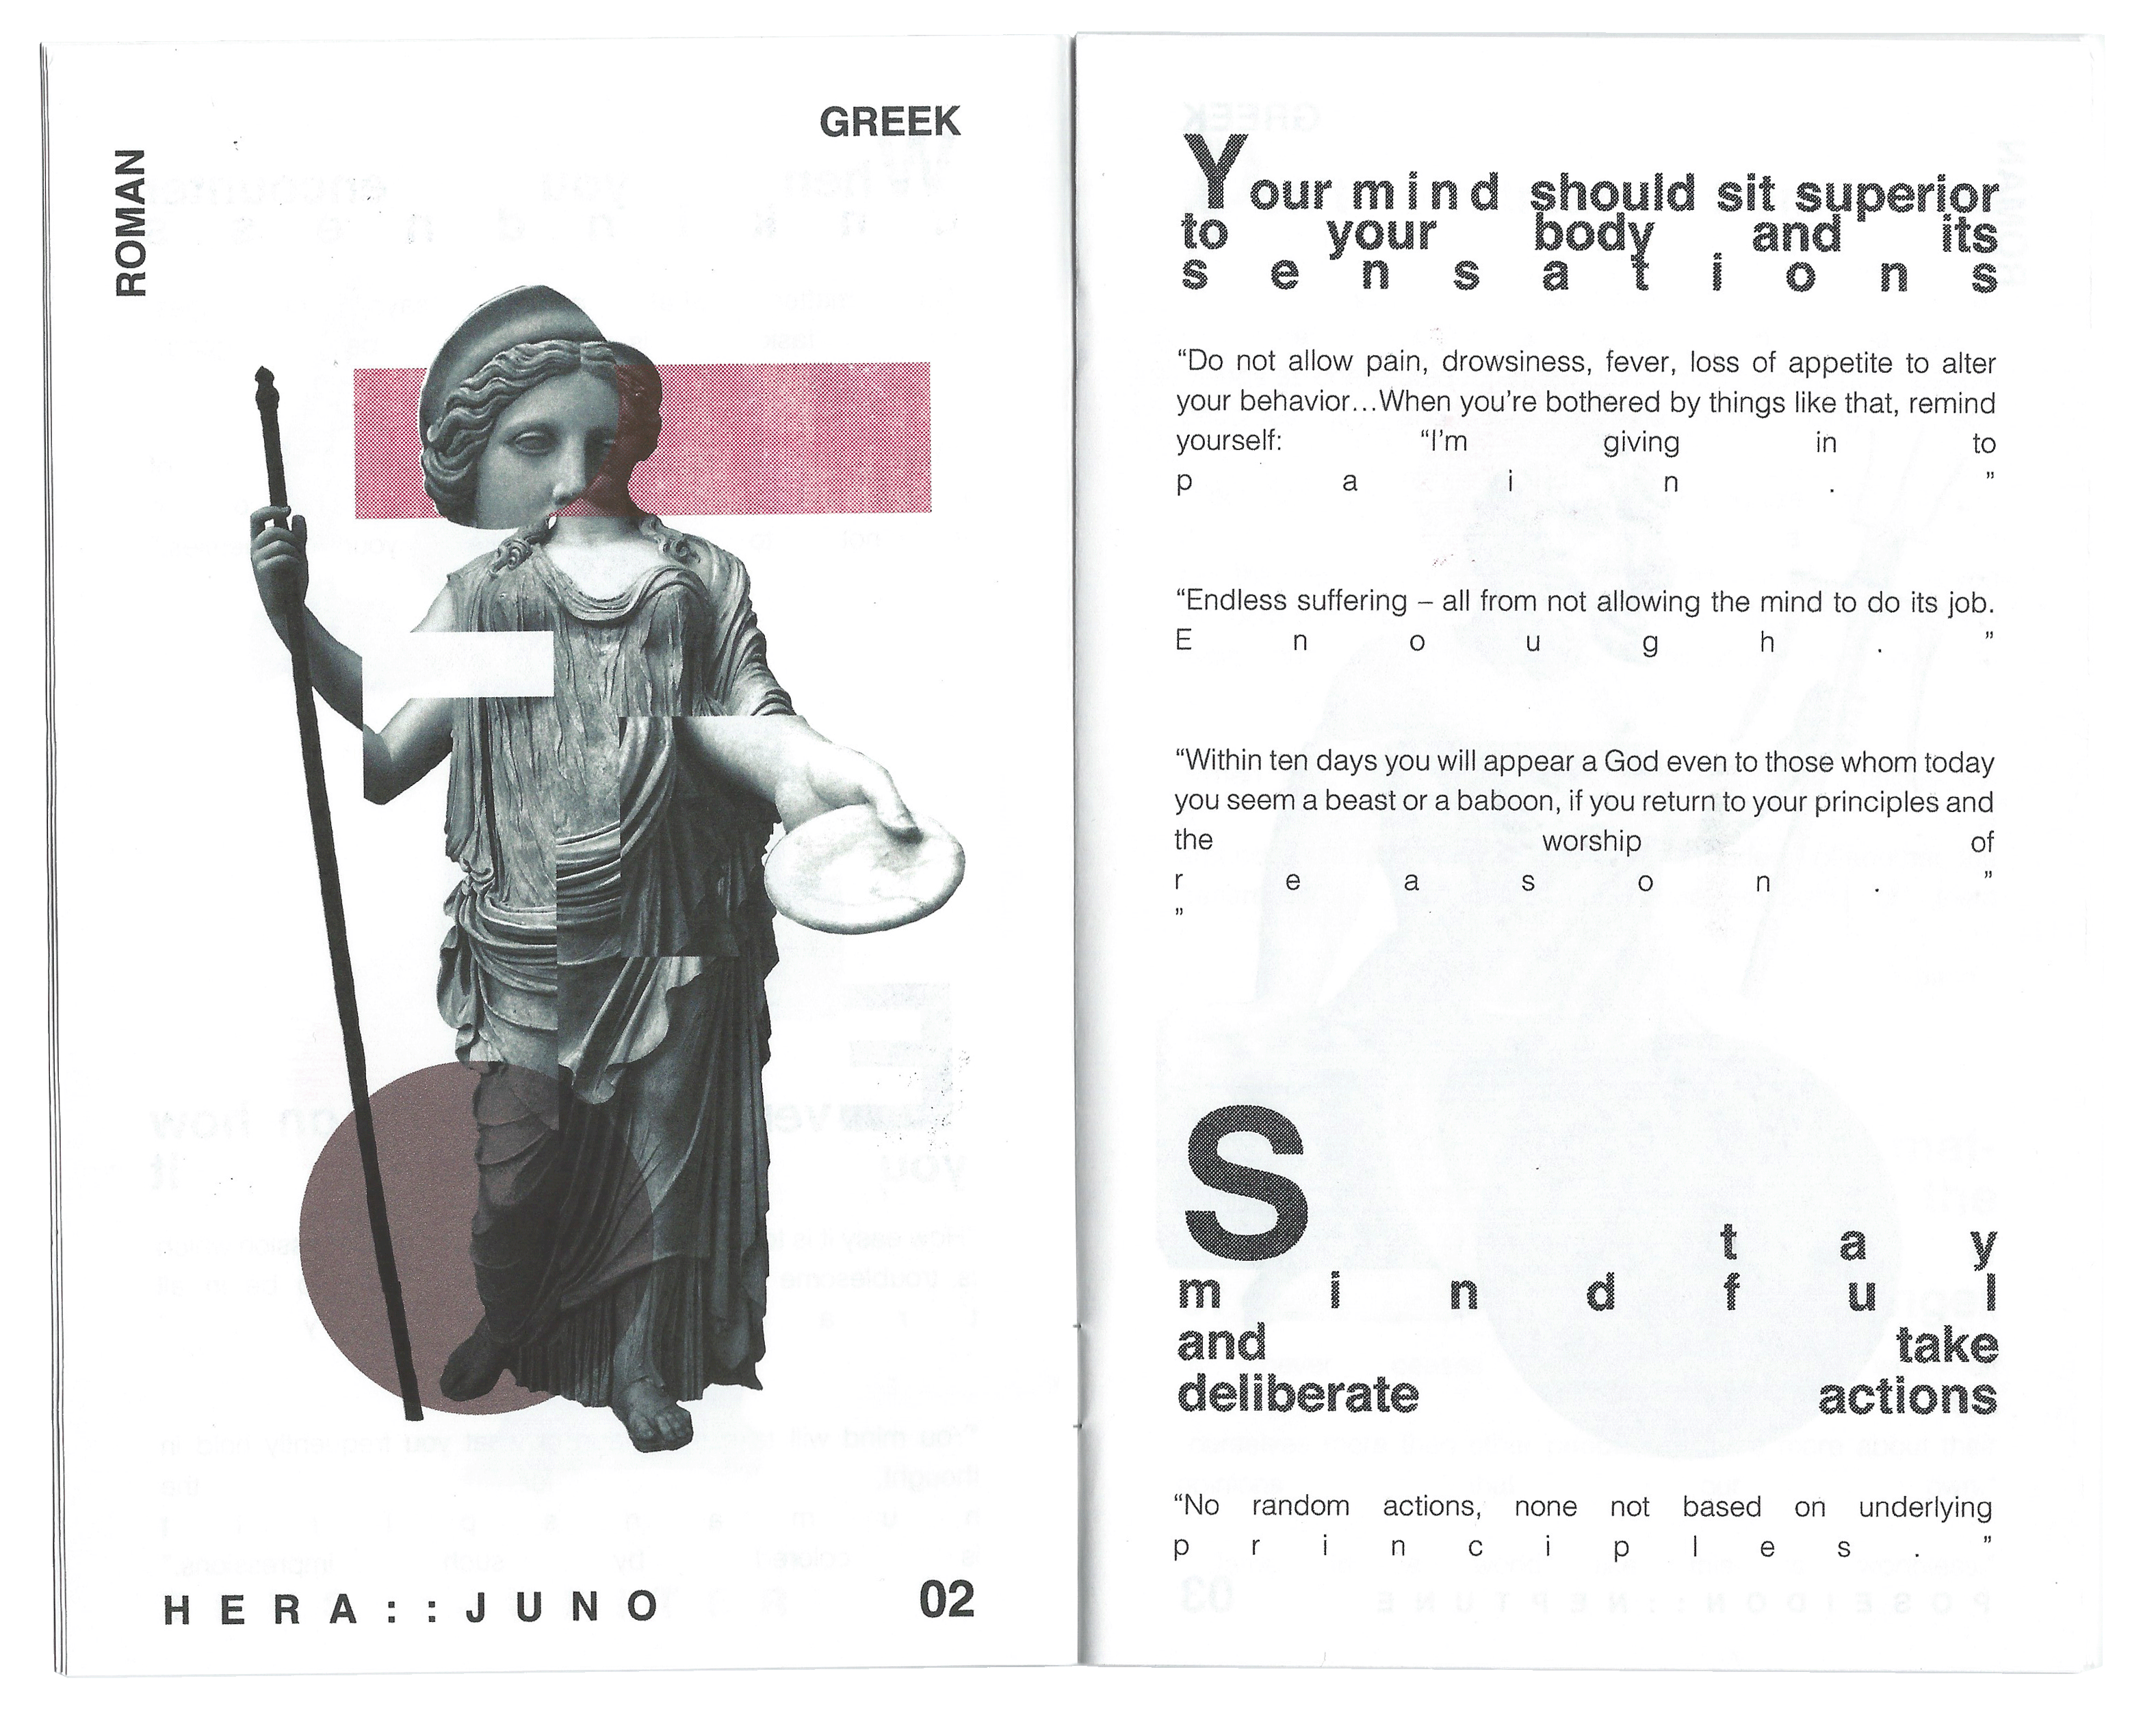 ROMAN
GREEK
HERA::JUNO
02
Your mind should sit superior
to your body and its
sensations
“Do not allow pain, drowsiness, fever, loss of appetite to alter
your behavior...When you’re bothered by things like that, remind
yourself: “I’m giving in to
pain.”
“Endless suffering – all from not allowing the mind to do its job.
Enough.”
“Within ten days you will appear a God even to those whom today
you seem a beast or a baboon, if you return to your principles and
the worship of
reason.”
”
Stay
mindful
and take
deliberate actions
“No random actions, none not based on underlying
principles.”
POSEIDON::NEPTUNE
03